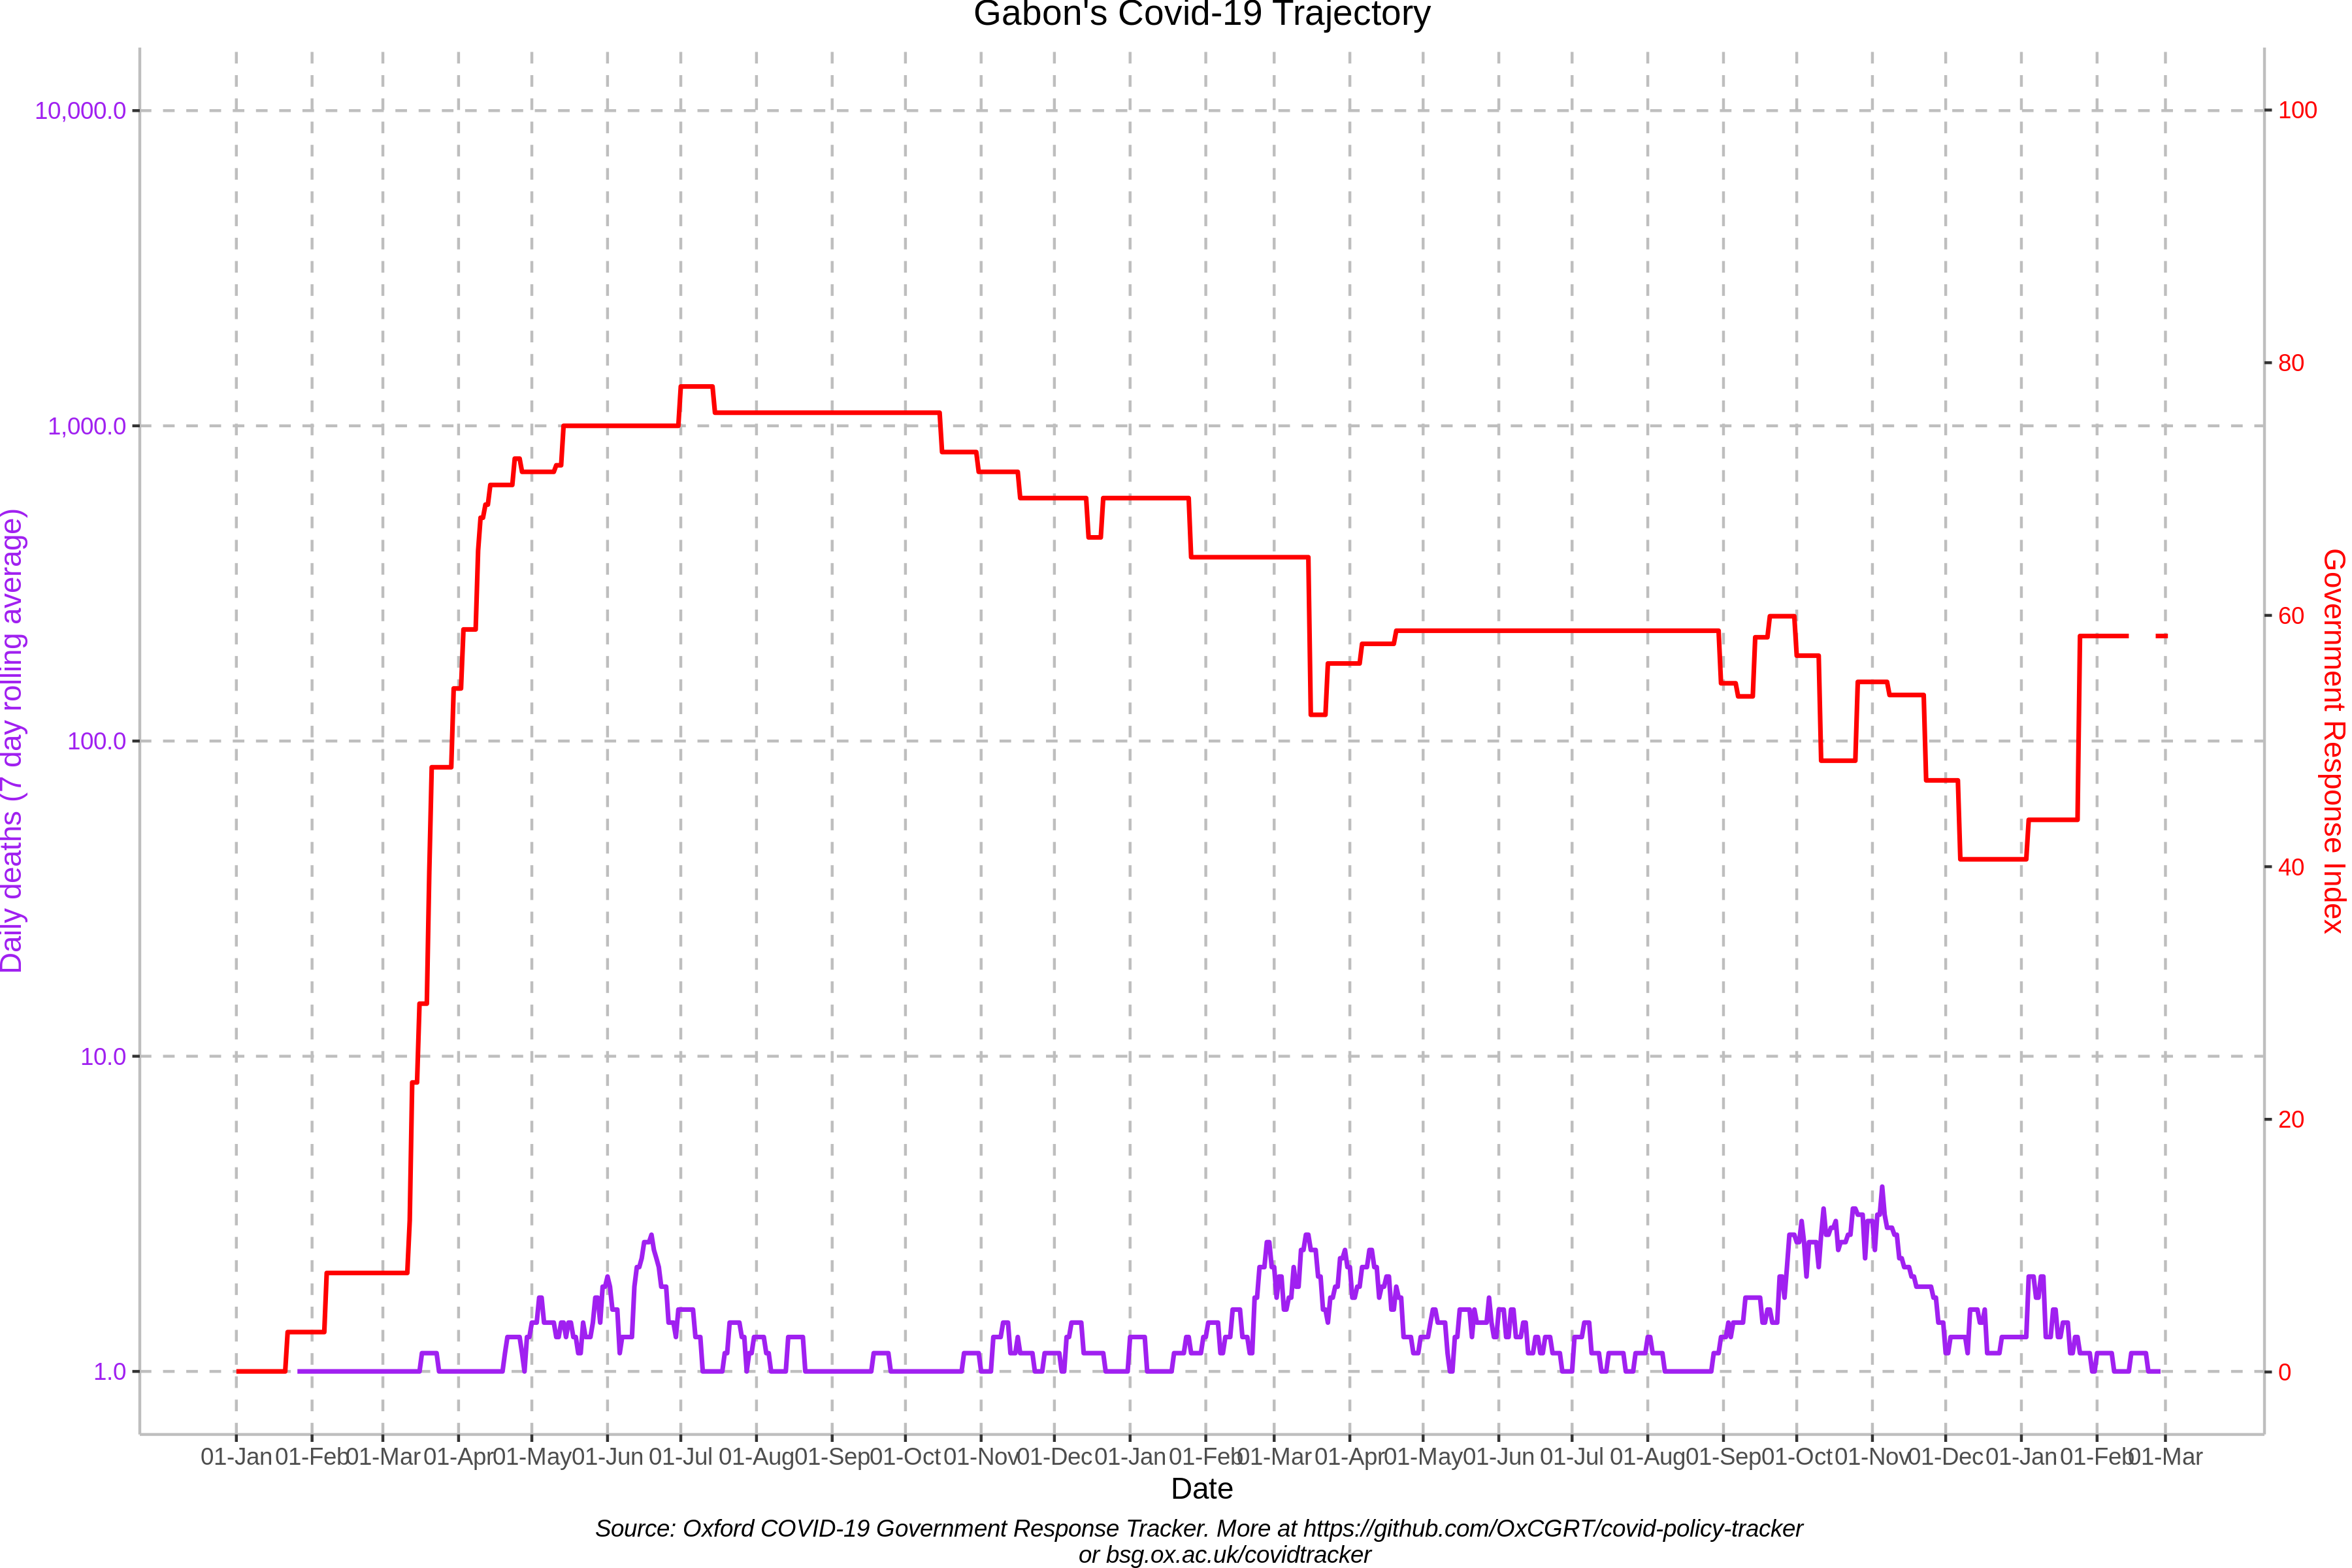 Gabon's Covid-19 Trajectory
10,000.0
1,000.0
100.0
10.0
1.0
Daily deaths (7 day rolling average)
100
80
60
40
20
0
Government Response Index
01-Jan 01-Feb 01-Mar 01-Apr 01-May 01-Jun 01-Jul 01-Aug 01-Sep 01-Oct 01-Nov 01-Dec 01-Jan 01-Feb 01-Mar 01-Apr 01-May 01-Jun 01-Jul 01-Aug 01-Sep 01-Oct 01-Nov 01-Dec 01-Jan 01-Feb 01-Mar
Date
Source: Oxford COVID-19 Government Response Tracker. More at https://github.com/OxCGRT/covid-policy-tracker
or bsg.ox.ac.uk/covidtracker